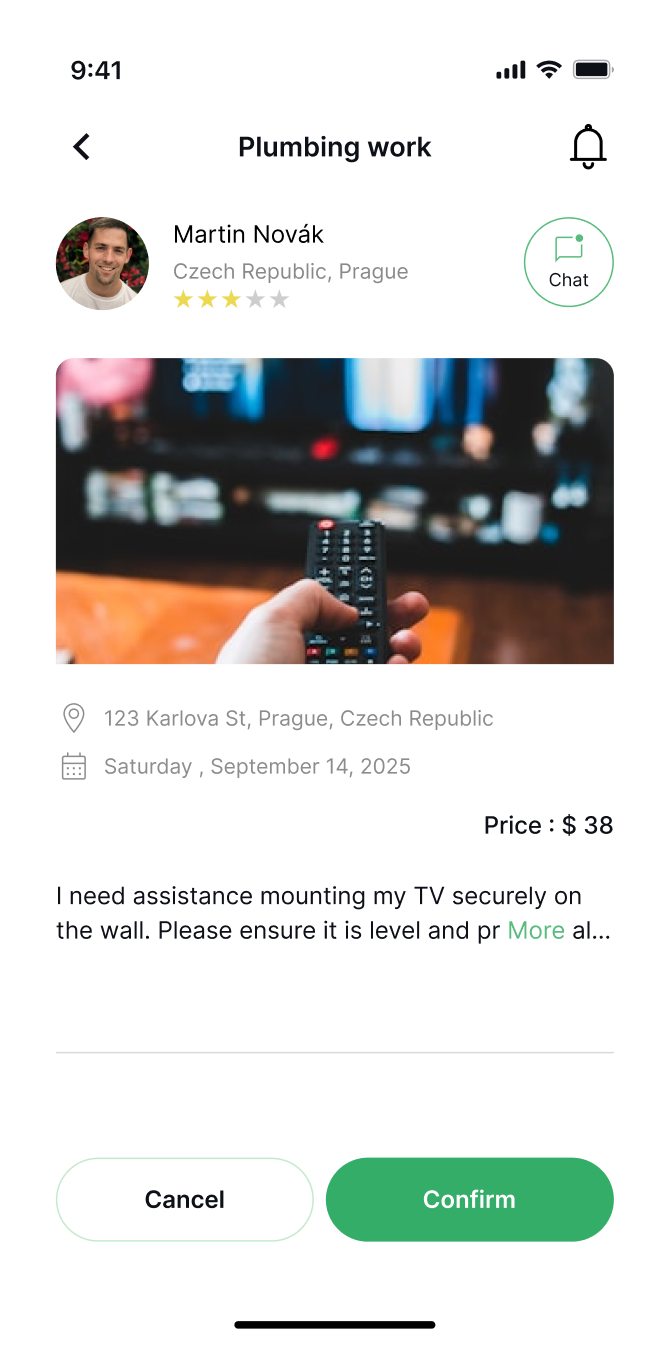 9:41
Plumbing work
Martin Novák
Czech Republic, Prague
Chat
123 Karlova St, Prague, Czech Republic
Saturday , September 14, 2025
Price : $ 38
I need assistance mounting my TV securely on
the wall. Please ensure it is level and pr More al...
Cancel
Confirm